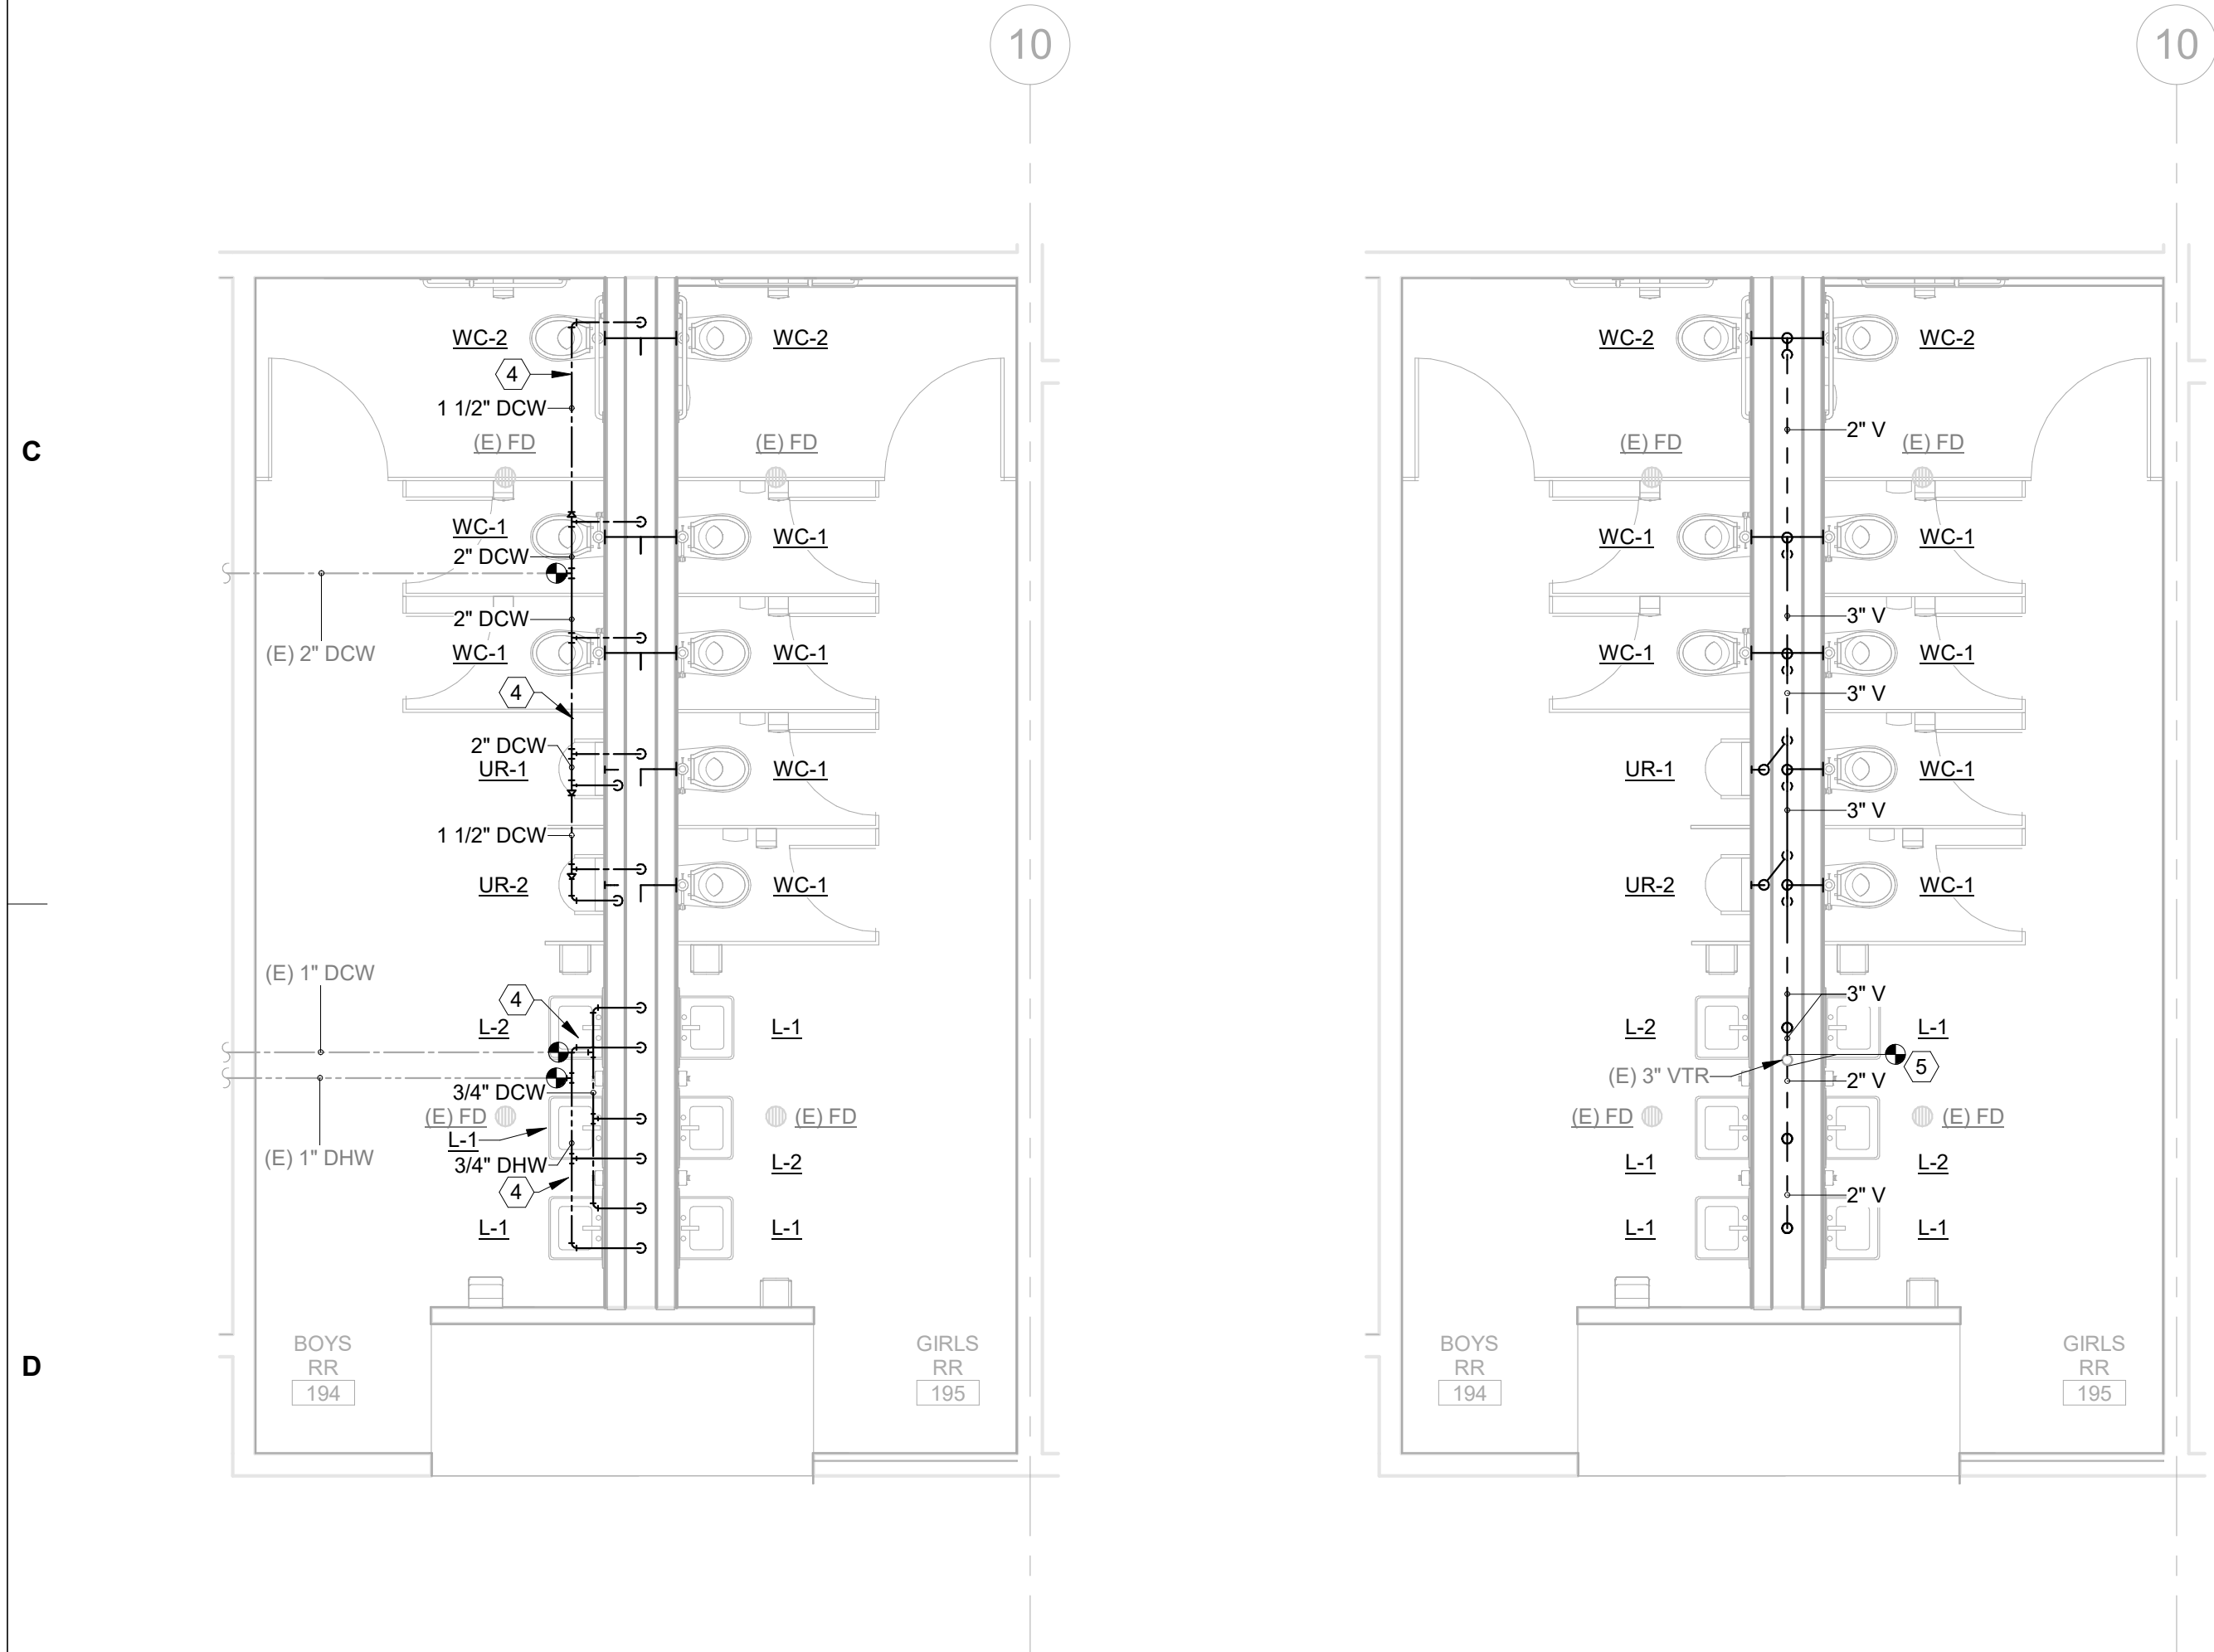 10
10
WC-2
WC-2
4
1 1/2" DCW
(E) FD
(E) FD
C
WC-1
WC-1
2" DCW
2" DCW
(E) 2" DCW
WC-1
WC-1
4
2" DCW
UR-1
WC-1
1 1/2" DCW
UR-2
WC-1
(E) 1" DCW
4
L-2
L-1
3/4" DCW
(E) FD
(E) FD
L-1
(E) 1" DHW
3/4" DHW
L-2
4
L-1
L-1
D
BOYS
RR
194
GIRLS
RR
195
WC-2
WC-2
2" V
(E) FD
(E) FD
WC-1
WC-1
3" V
WC-1
WC-1
3" V
UR-1
WC-1
3" V
UR-2
WC-1
3" V
L-2
L-1
5
(E) 3" VTR
2" V
(E) FD
(E) FD
L-1
L-2
2" V
L-1
L-1
BOYS
RR
194
GIRLS
RR
195